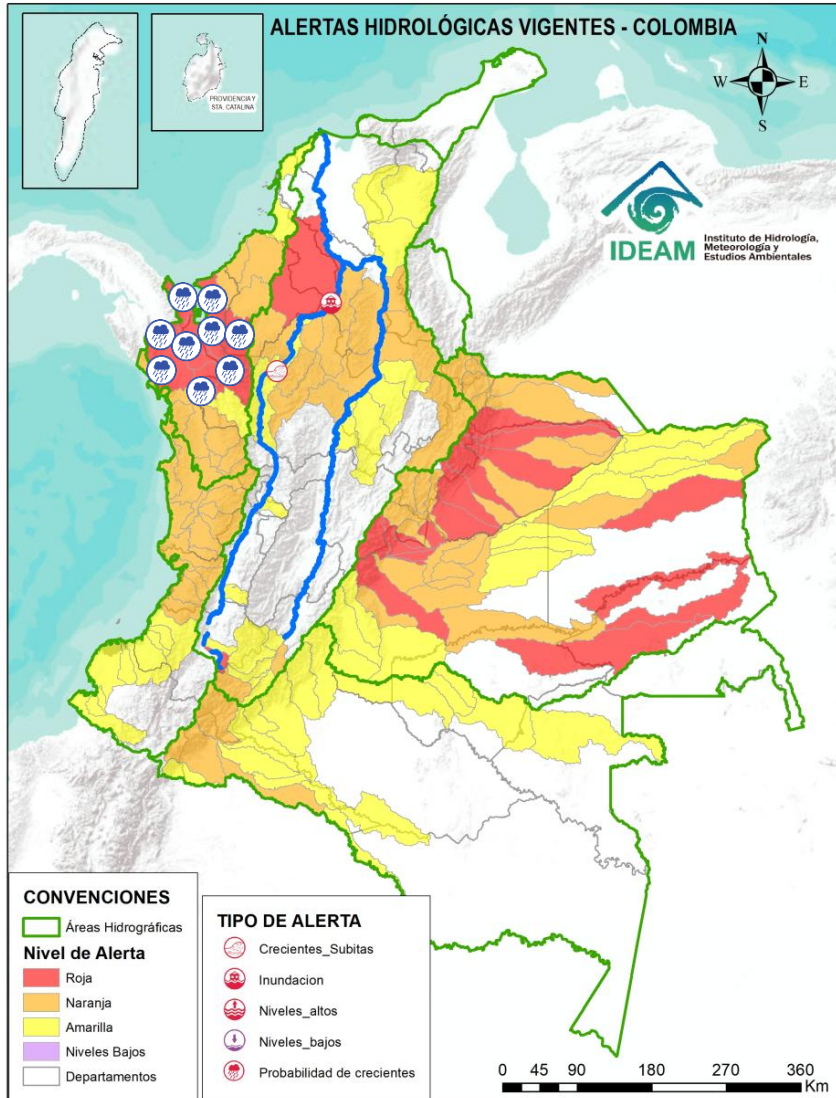 ALERTAS HIDROLÓGICAS VIGENTES - COLOMBIA
PROVIDENCIA Y
STA. CATALINA
N
W
E
S
IDEAM
Instituto de Hidrología,
Meteorología y
Estudios Ambientales
CONVENCIONES
Áreas Hidrográficas
Nivel de Alerta
Roja
Naranja
Amarilla
Niveles Bajos
Departamentos
TIPO DE ALERTA
Crecientes_Subitas
Inundacion
Niveles_altos
Niveles_bajos
Probabilidad de crecientes
0 45 90 180 270 360
Km